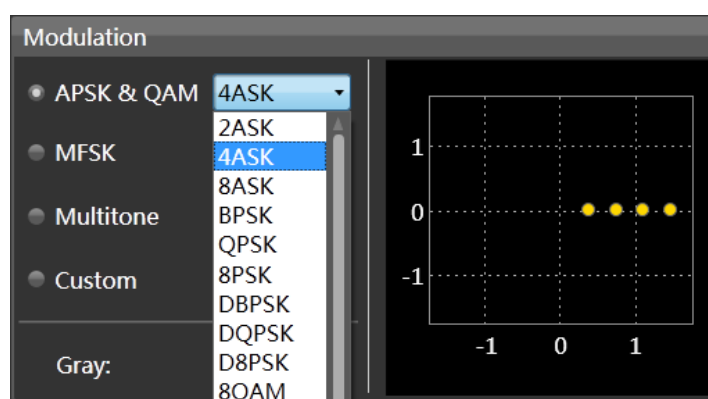 Modulation
APSK & QAM
4ASK
2ASK
4ASK
8ASK
BPSK
QPSK
8PSK
DBPSK
DQPSK
D8PSK
8QAM
MFSK
Multitone
Custom
Gray:
1
0
-1
-1 0 1